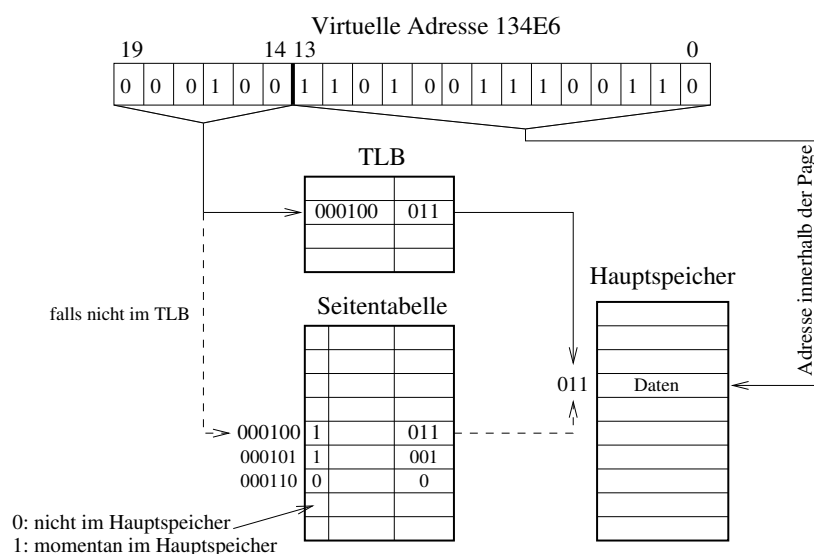 Virtuelle Adresse 134E6
19 14 13 0
0 0 0 1 0 0 1 1 0 1 0 0 1 1 1 0 0 1 1 0
TLB
000100 011
Adresse innerhalb der Page
Hauptspeicher
falls nicht im TLB
Seitentabelle
011 Daten
000100 1 011
000101 1 001
000110 0 0
0: nicht im Hauptspeicher
1: momentan im Hauptspeicher